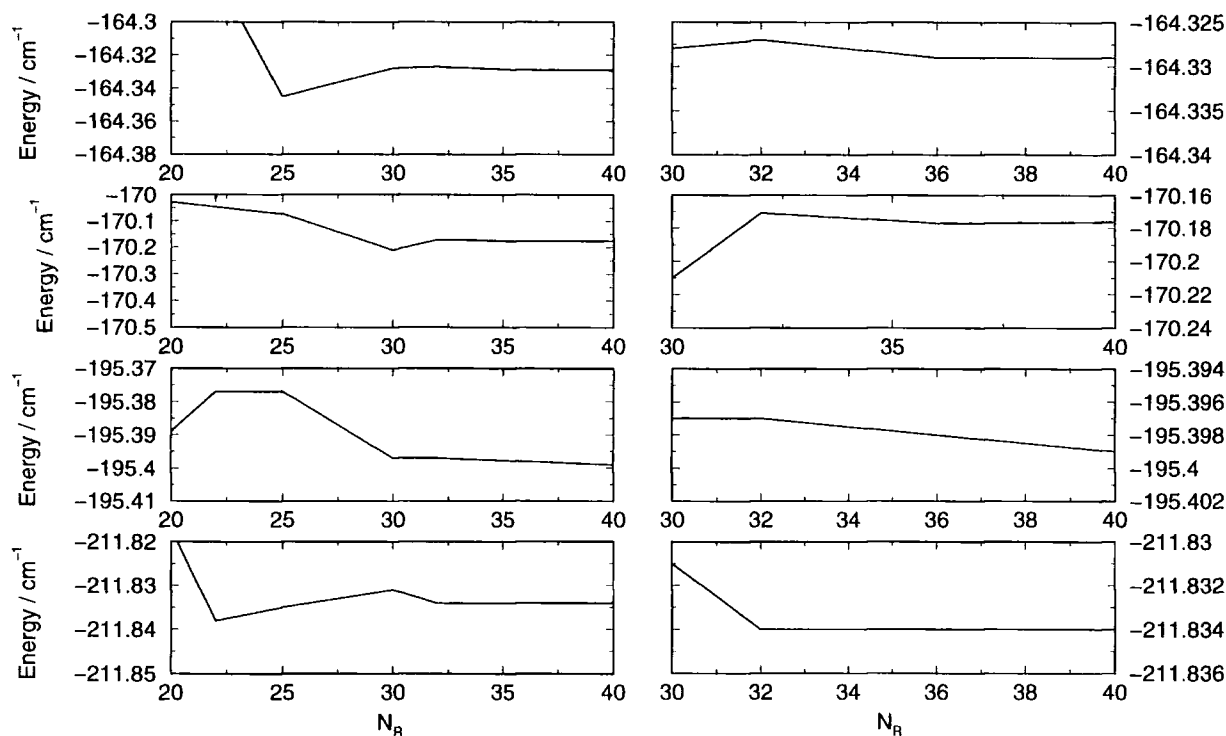 Energy / cm⁻¹
−164.3
−164.32
−164.34
−164.36
−164.38
20 25 30 35 40
−164.325
−164.33
−164.335
−164.34
30 32 34 36 38 40
Energy / cm⁻¹
−170
−170.1
−170.2
−170.3
−170.4
−170.5
20 25 30 35 40
−170.16
−170.18
−170.2
−170.22
−170.24
30 35 40
Energy / cm⁻¹
−195.37
−195.38
−195.39
−195.4
−195.41
20 25 30 35 40
−195.394
−195.396
−195.398
−195.4
−195.402
30 32 34 36 38 40
Energy / cm⁻¹
−211.82
−211.83
−211.84
−211.85
20 25 30 35 40
N_R
−211.83
−211.832
−211.834
−211.836
30 32 34 36 38 40
N_R